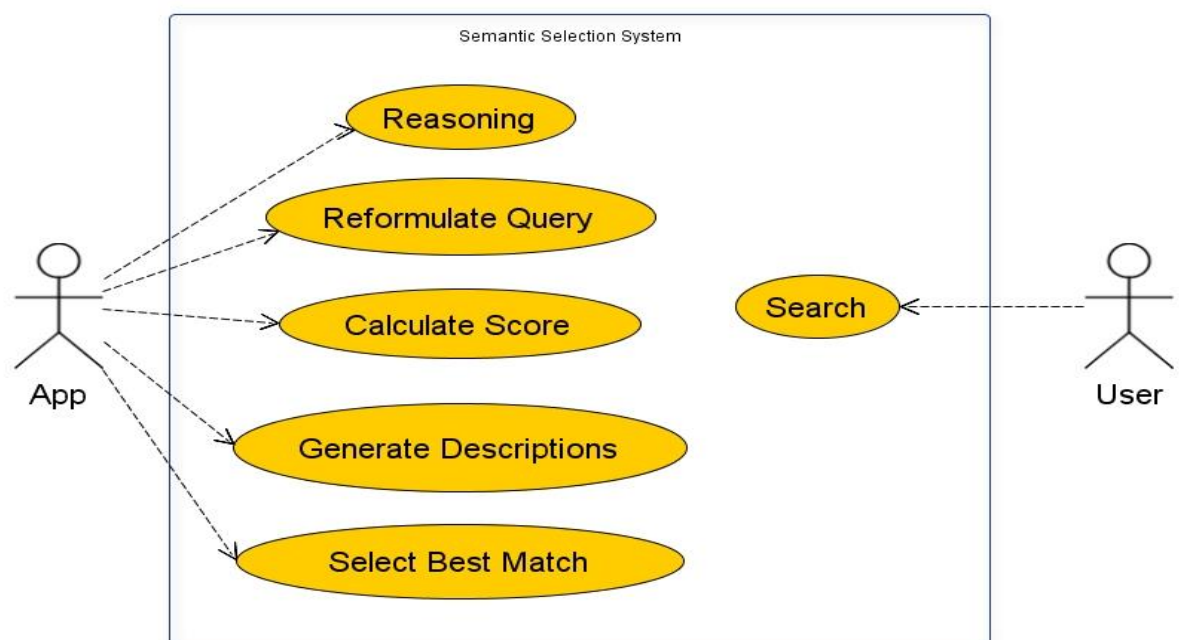 Semantic Selection System
Reasoning
Reformulate Query
Calculate Score
Search
App
User
Generate Descriptions
Select Best Match